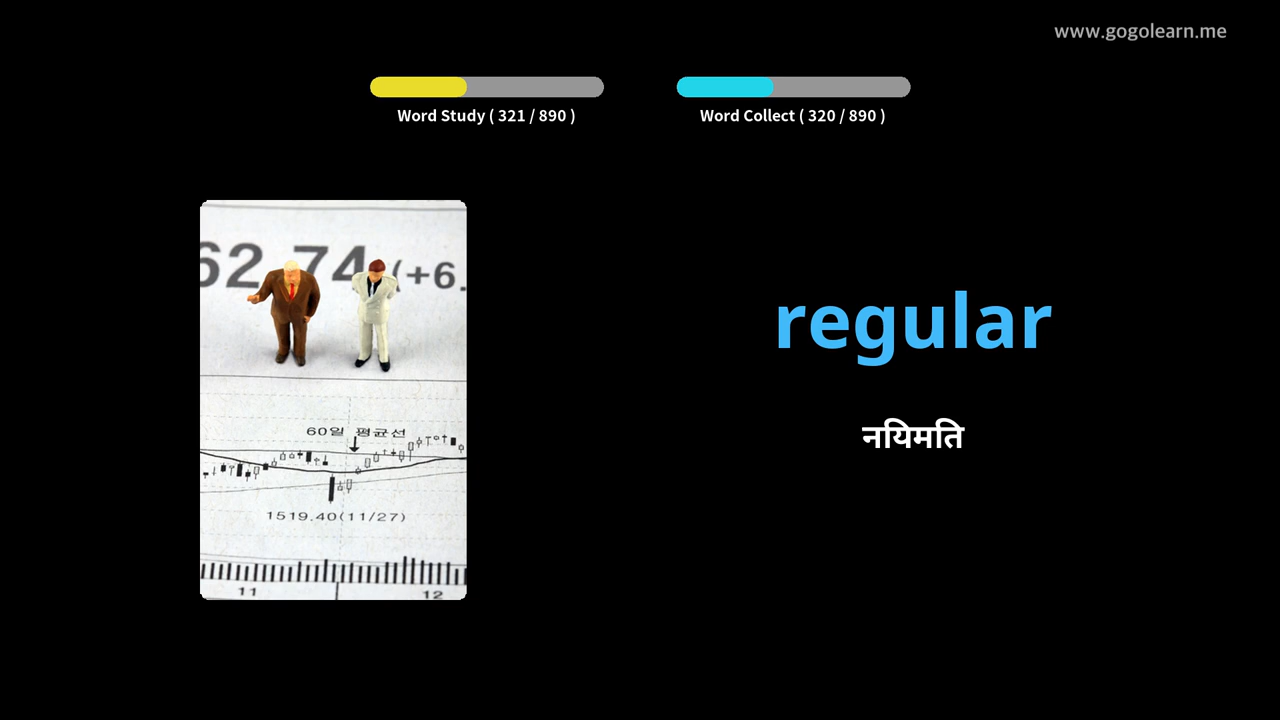 www.gogolearn.me
Word Study ( 321 / 890 )
Word Collect ( 320 / 890 )
62.74 (+6.
60일 평균선
1519.40(11/27)
11
12
regular
नयिमति